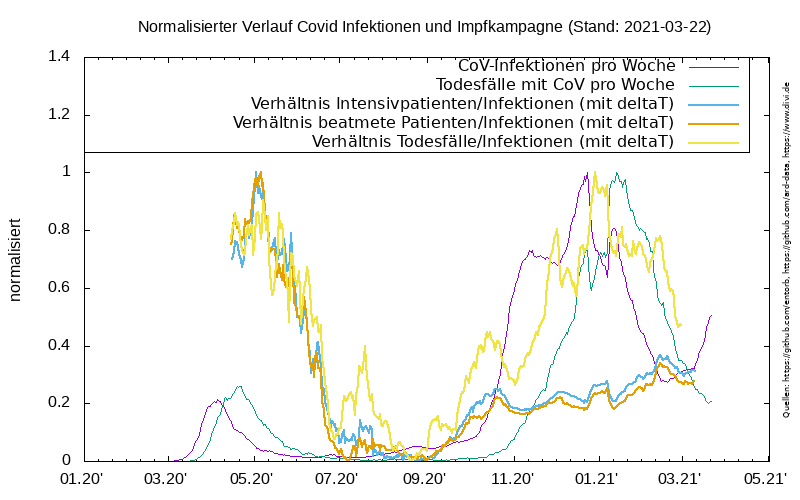 Normalisierter Verlauf Covid Infektionen und Impfkampagne (Stand: 2021-03-22)
1.4
1.2
1
0.8
0.6
0.4
0.2
0
normalisiert
CoV-Infektionen pro Woche
Todesfälle mit CoV pro Woche
Verhältnis Intensivpatienten/Infektionen (mit deltaT)
Verhältnis beatmete Patienten/Infektionen (mit deltaT)
Verhältnis Todesfälle/Infektionen (mit deltaT)
01.20' 03.20' 05.20' 07.20' 09.20' 11.20' 01.21' 03.21' 05.21'
Quellen: https://github.com/entorb, https://github.com/ard-data, https://www.divi.de